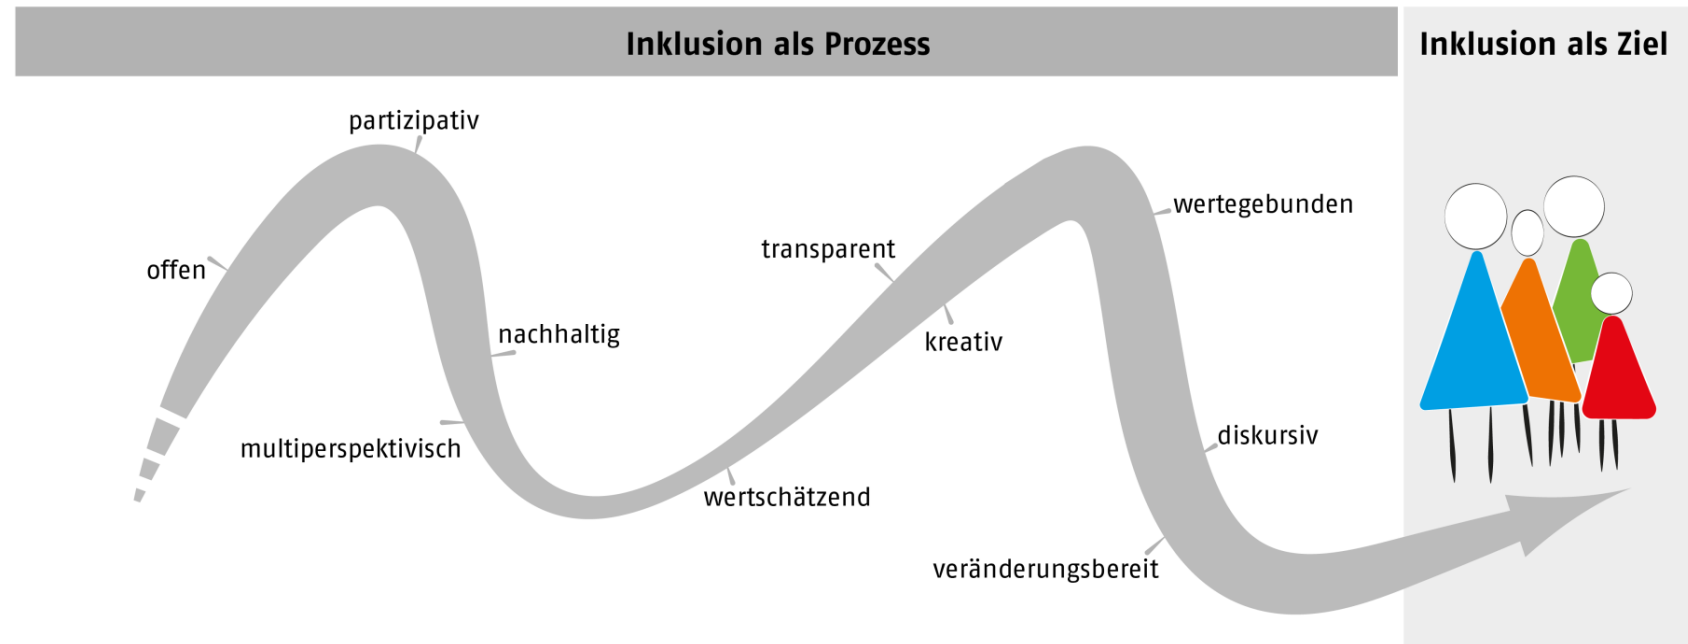 Inklusion als Prozess
Inklusion als Ziel
partizipativ
wertegebunden
transparent
offen
nachhaltig
kreativ
diskursiv
multiperspektivisch
wertschätzend
veränderungsbereit